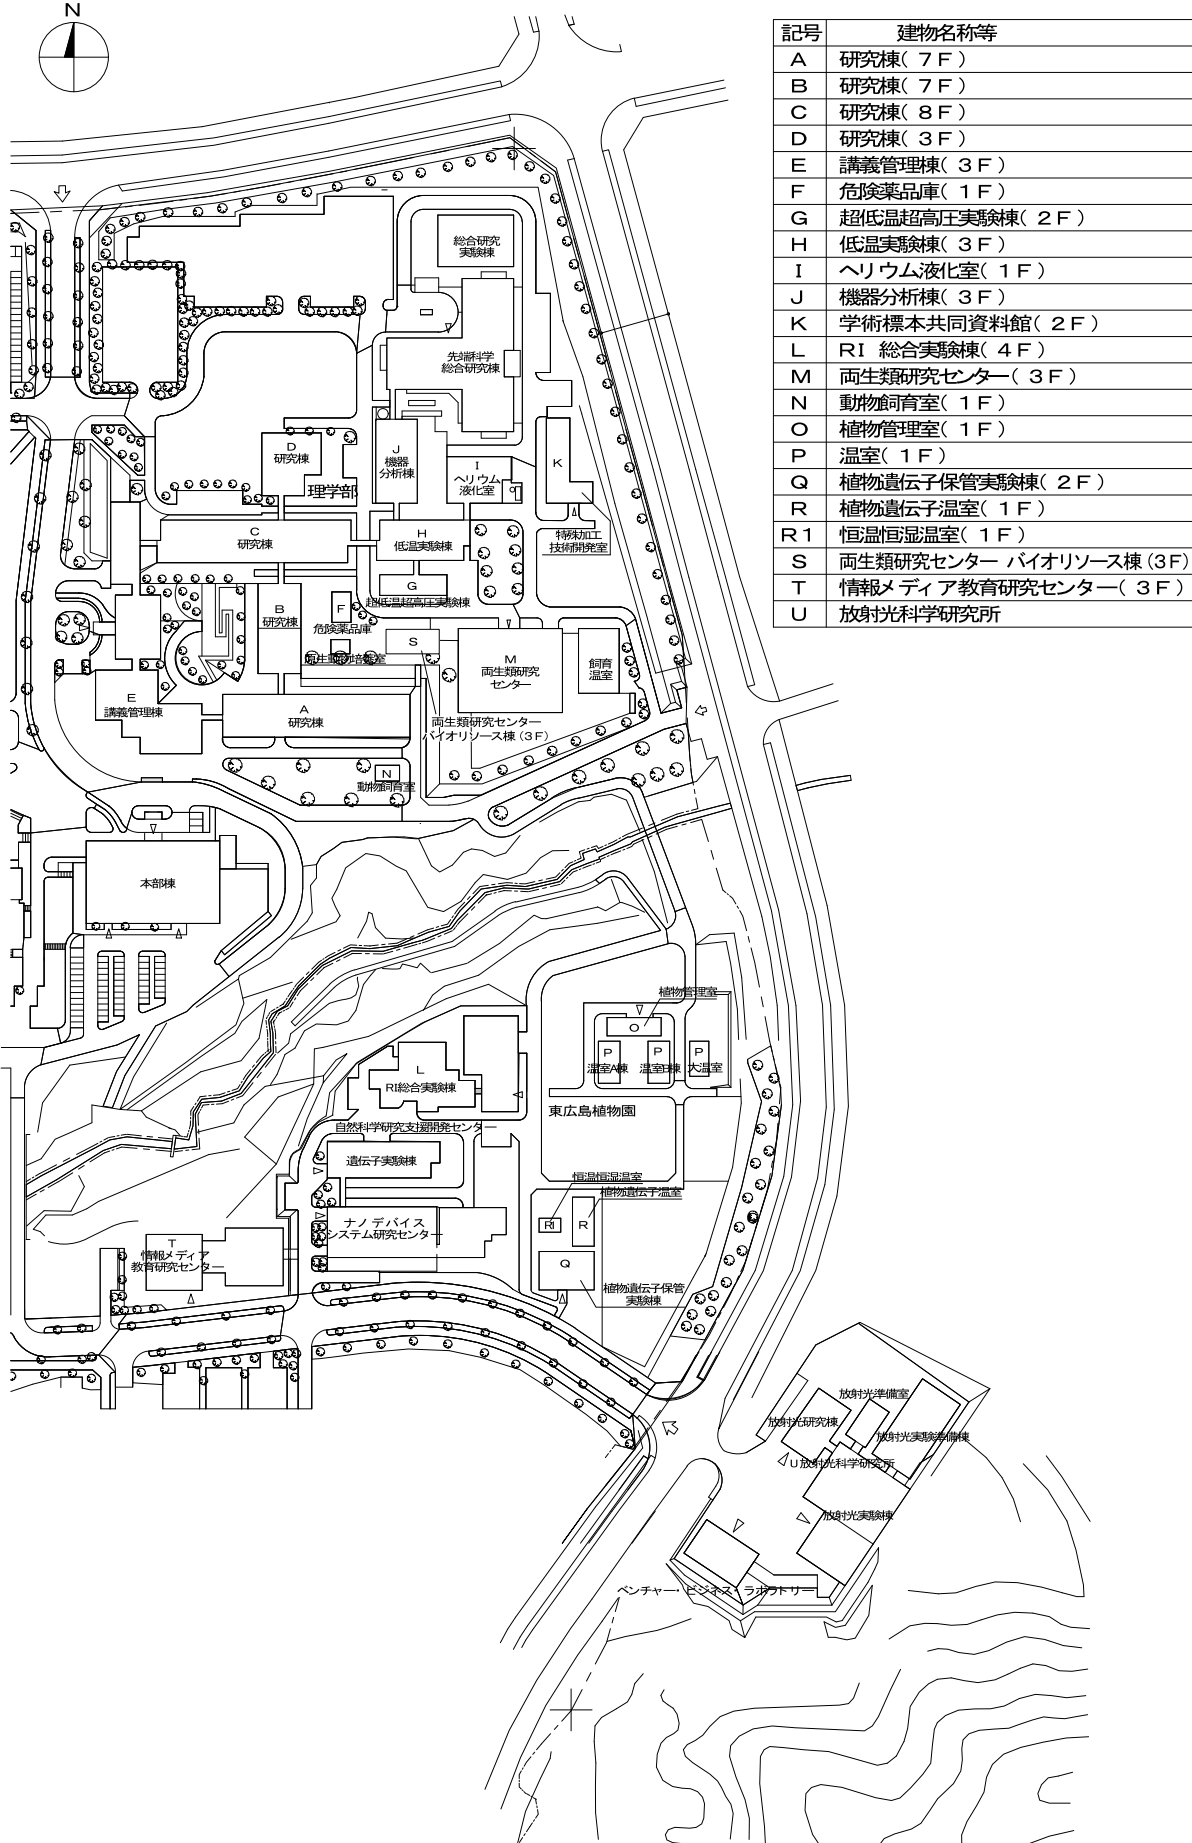 N
記号 建物名称等
A 研究棟( 7F )
B 研究棟( 7F )
C 研究棟( 8F )
D 研究棟( 3F )
E 講義管理棟( 3F )
F 危険薬品庫( 1F )
G 超低温超高圧実験棟( 2F )
H 低温実験棟( 3F )
I ヘリウム液化室( 1F )
J 機器分析棟( 3F )
K 学術標本共同資料館( 2F )
L RI 総合実験棟( 4F )
M 両生類研究センター( 3F )
N 動物飼育室( 1F )
O 植物管理室( 1F )
P 温室( 1F )
Q 植物遺伝子保管実験棟( 2F )
R 植物遺伝子温室( 1F )
R1 恒温恒湿温室( 1F )
S 両生類研究センター バイオリソース棟(3F)
T 情報メディア教育研究センター( 3F )
U 放射光科学研究所
総合研究
実験棟
先端科学
総合研究棟
D
研究棟
理学部
J
機器
分析棟
I
ヘリウム
液化室
K
特殊加工
技術開発室
C
研究棟
H
低温実験棟
G
超低温超高圧実験棟
B
研究棟
F
危険薬品庫
S
M
両生類研究
センター
飼育
温室
E
講義管理棟
A
研究棟
両生類研究センター
バイオリソース棟(3F)
N
動物飼育室
本部棟
植物管理室
O
P
温室A棟
P
温室B棟
P
大温室
L
RI総合実験棟
東広島植物園
自然科学研究支援開発センター
遺伝子実験棟
恒温恒湿温室
植物遺伝子温室
R1
R
ナノデバイス
システム研究センター
T
情報メディア
教育研究センター
Q
植物遺伝子保管
実験棟
放射光準備室
放射光研究棟
放射光実験準備棟
U放射光科学研究所
放射光実験棟
ベンチャー・ビジネス・ラボラトリー